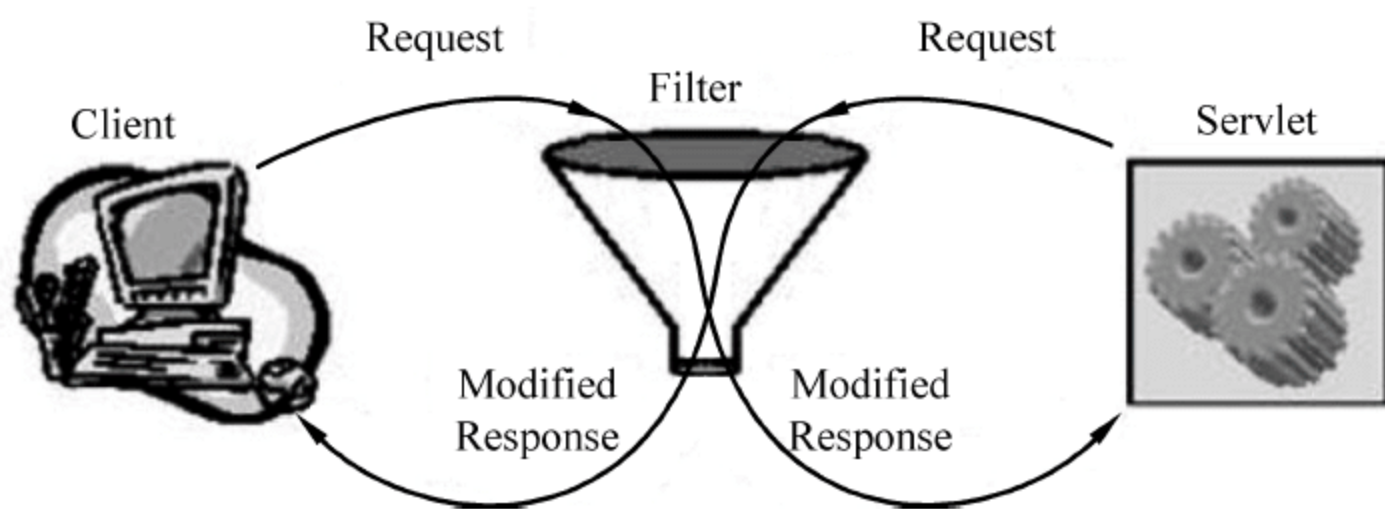 Request
Request
Filter
Client
Servlet
Modified
Response
Modified
Response